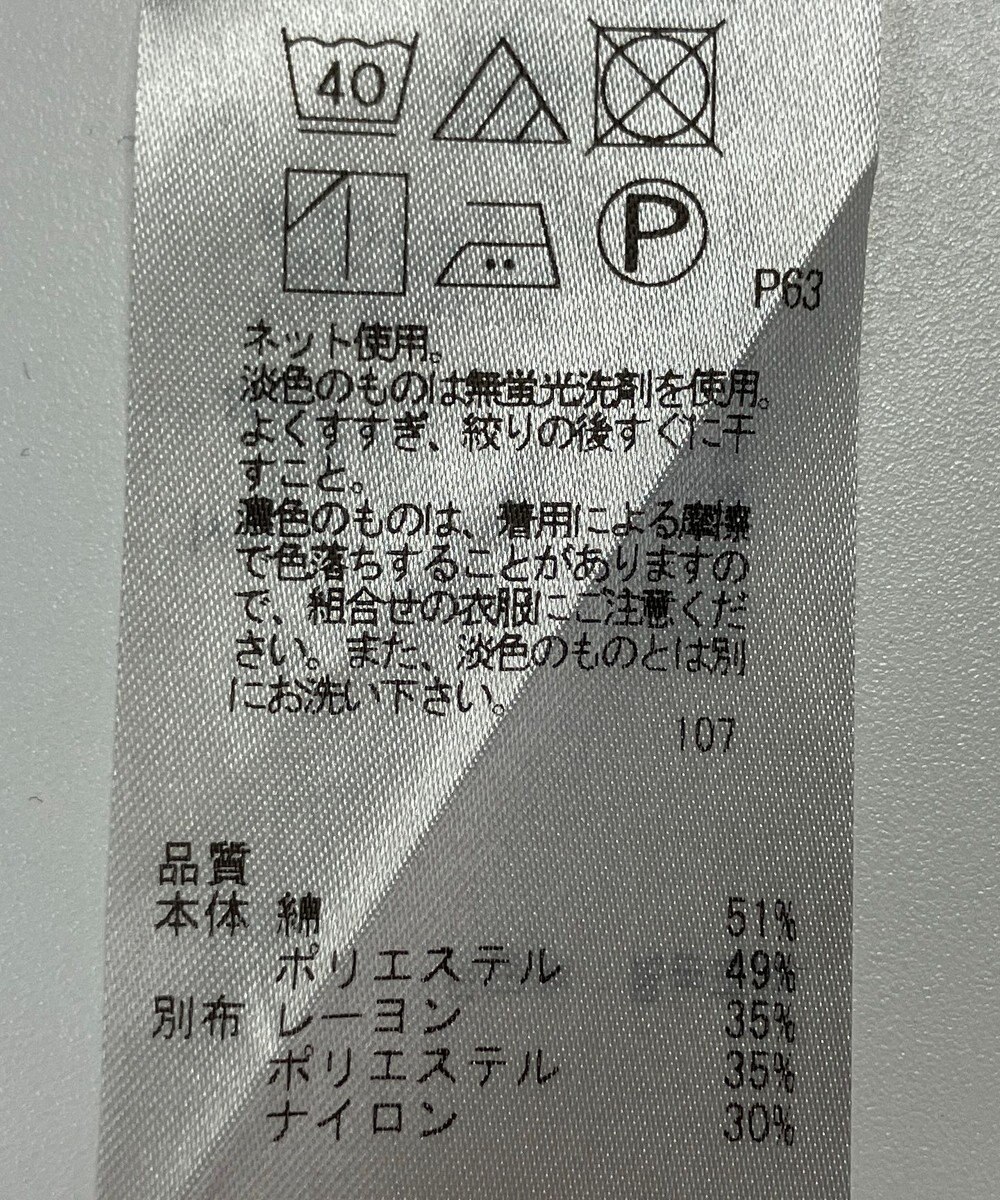 40
P
P63
ネット使用。
淡色のものは無蛍光洗剤を使用。
よくすすぎ、絞りの後すぐに干
すこと。
濃色のものは、着用による摩擦
で色落ちすることがありますの
で、組合せの衣服にご注意くだ
さい。また、淡色のものとは別
にお洗い下さい。
107
品質
本体 綿 51%
ポリエステル 49%
別布 レーヨン 35%
ポリエステル 35%
ナイロン 30%